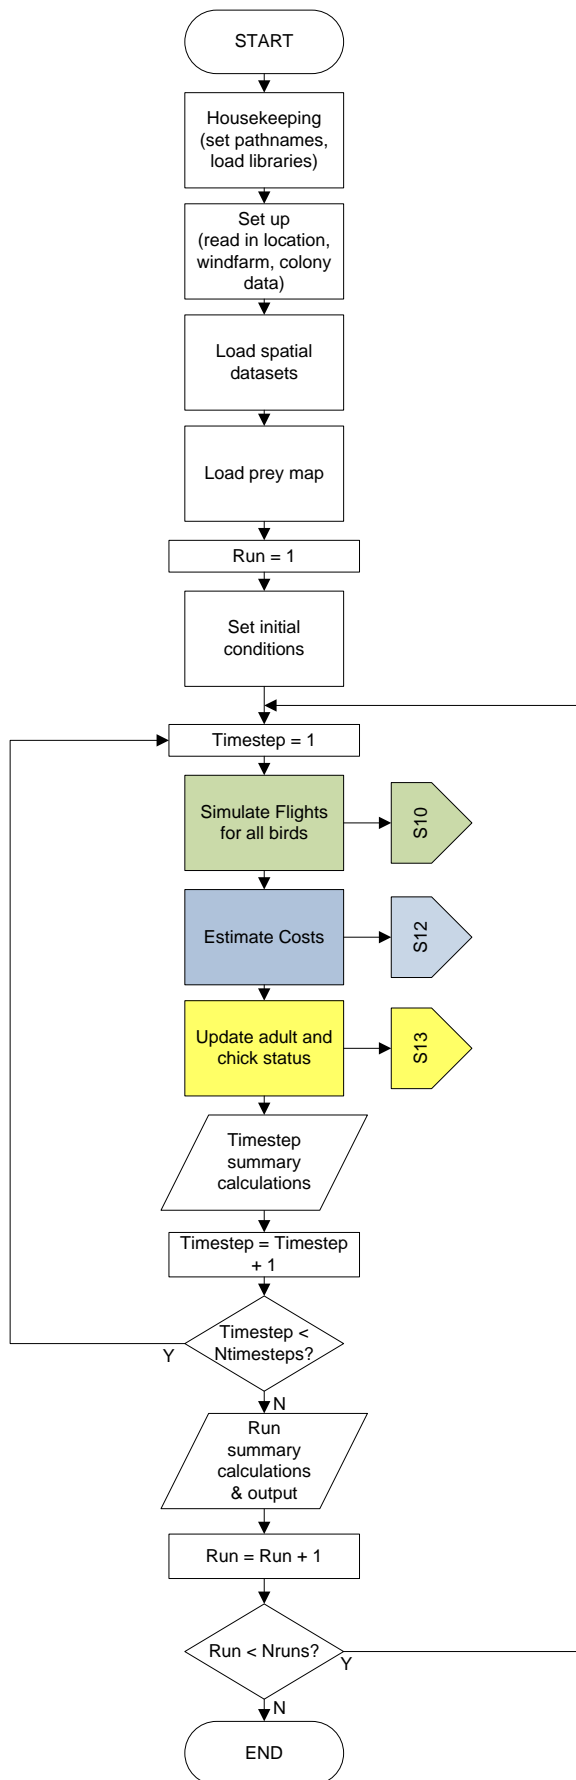 START
Housekeeping
(set pathnames,
load libraries)
Set up
(read in location,
windfarm, colony
data)
Load spatial
datasets
Load prey map
Run = 1
Set initial
conditions
Timestep = 1
Simulate Flights
for all birds
S10
Estimate Costs
S12
Update adult and
chick status
S13
Timestep
summary
calculations
Timestep = Timestep
+ 1
Timestep <
Ntimesteps?
Y
N
Run
summary
calculations
& output
Run = Run + 1
Run < Nruns?
Y
N
END